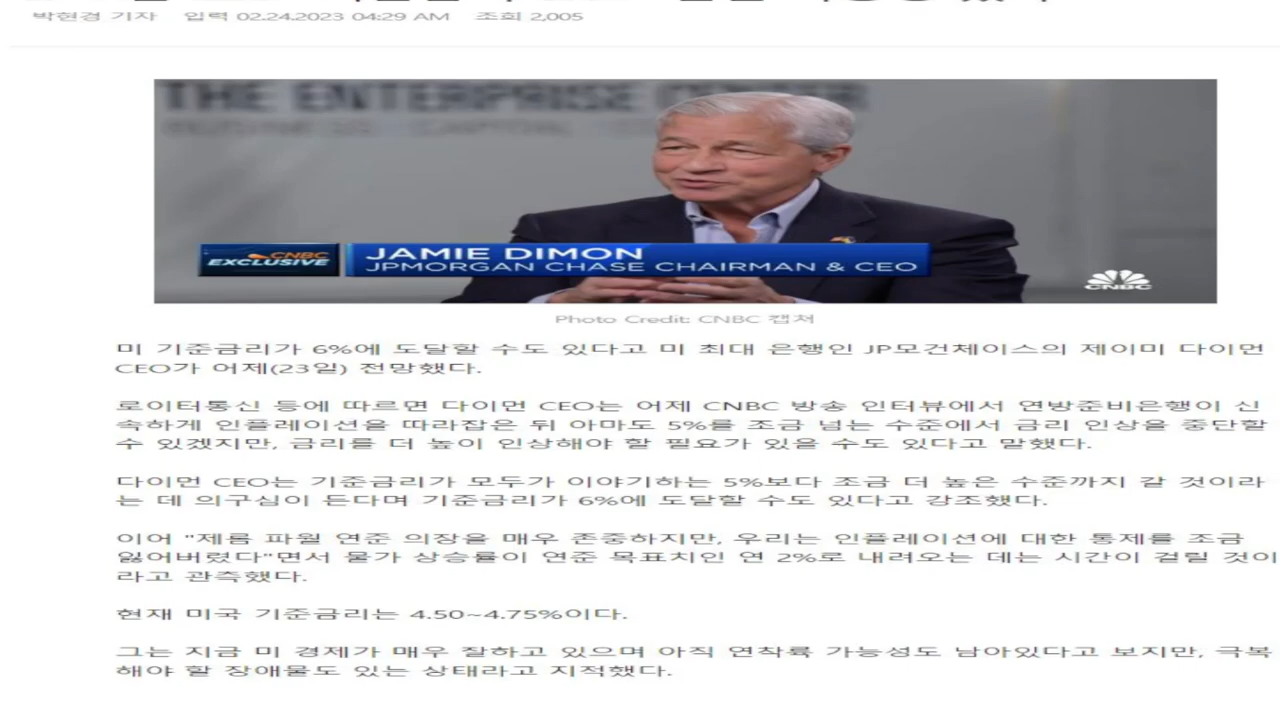 박현경 기자 입력 02.24.2023 04:29 AM 조회 2,005
THE ENTERPRISE CENTER
CNBC
EXCLUSIVE
JAMIE DIMON
JPMORGAN CHASE CHAIRMAN & CEO
CNBC
Photo Credit: CNBC 캡쳐
미 기준금리가 6%에 도달할 수도 있다고 미 최대 은행인 JP모건체이스의 제이미 다이먼
CEO가 어제(23일) 전망했다.
로이터통신 등에 따르면 다이먼 CEO는 어제 CNBC 방송 인터뷰에서 연방준비은행이 신
속하게 인플레이션을 따라잡은 뒤 아마도 5%를 조금 넘는 수준에서 금리 인상을 중단할
수 있겠지만, 금리를 더 높이 인상해야 할 필요가 있을 수도 있다고 말했다.
다이먼 CEO는 기준금리가 모두가 이야기하는 5%보다 조금 더 높은 수준까지 갈 것이라
는 데 의구심이 든다며 기준금리가 6%에 도달할 수도 있다고 강조했다.
이어 "제롬 파월 연준 의장을 매우 존중하지만, 우리는 인플레이션에 대한 통제를 조금
잃어버렸다"면서 물가 상승률이 연준 목표치인 연 2%로 내려오는 데는 시간이 걸릴 것이
라고 관측했다.
현재 미국 기준금리는 4.50~4.75%이다.
그는 지금 미 경제가 매우 잘하고 있으며 아직 연착륙 가능성도 남아있다고 보지만, 극복
해야 할 장애물도 있는 상태라고 지적했다.